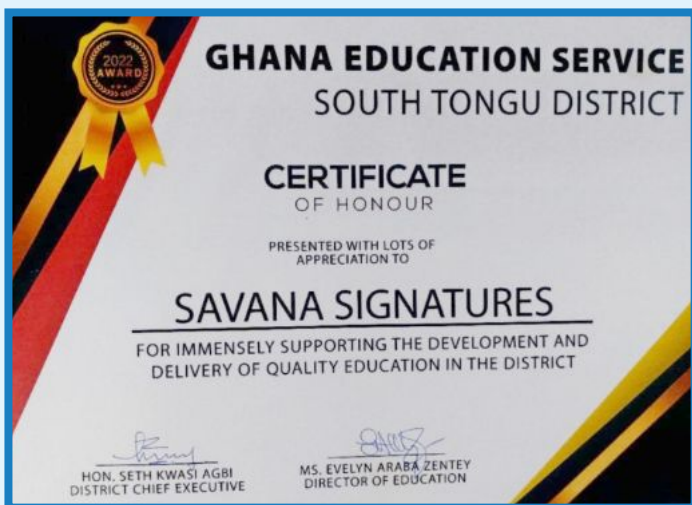 2022
AWARD
GHANA EDUCATION SERVICE
SOUTH TONGU DISTRICT
CERTIFICATE
OF HONOUR
PRESENTED WITH LOTS OF
APPRECIATION TO
SAVANA SIGNATURES
FOR IMMENSELY SUPPORTING THE DEVELOPMENT AND
DELIVERY OF QUALITY EDUCATION IN THE DISTRICT
HON. SETH KWASI AGBI
DISTRICT CHIEF EXECUTIVE
MS. EVELYN ARABA ZENTEY
DIRECTOR OF EDUCATION